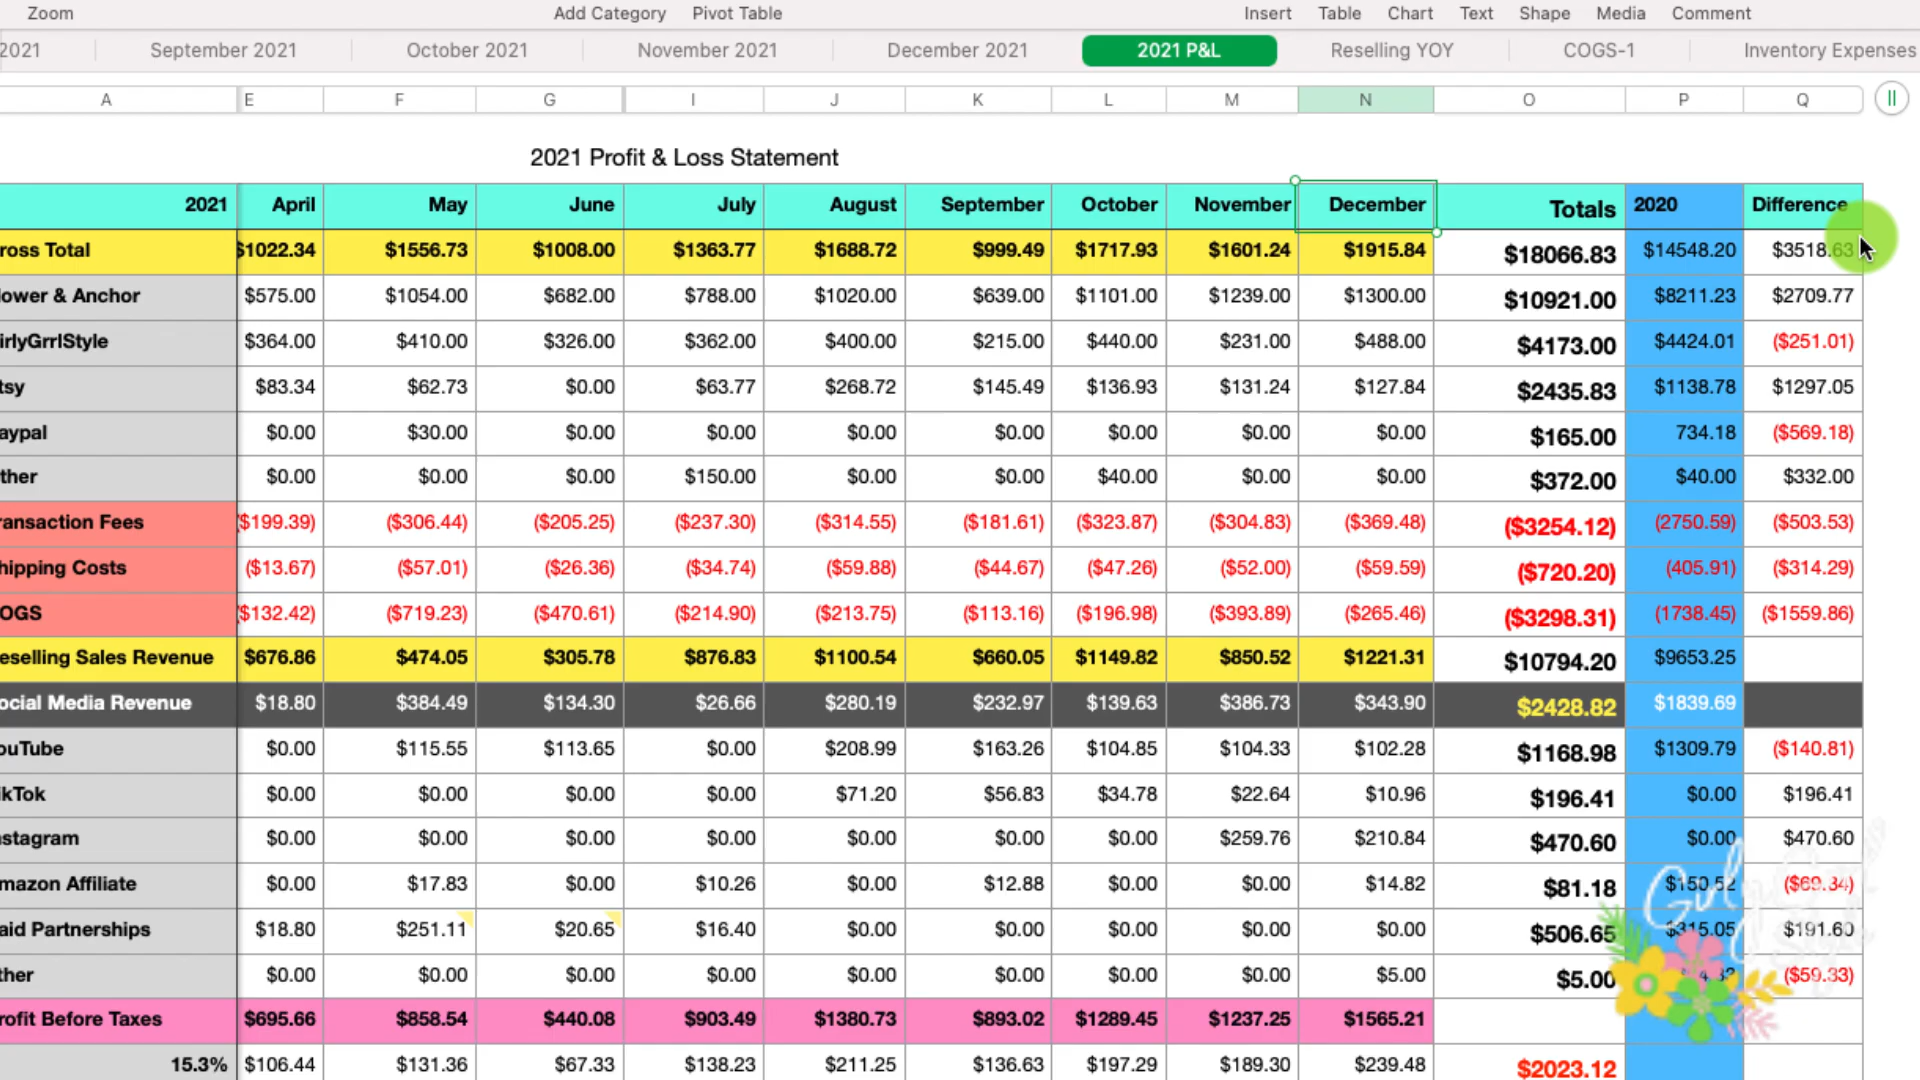 Zoom Add Category Pivot Table Insert Table Chart Text Shape Media Comment
2021 September 2021 October 2021 November 2021 December 2021 2021 P&L Reselling YOY COGS-1 Inventory Expenses
A E F G I J K L M N O P Q
2021 Profit & Loss Statement
2021 April May June July August September October November December Totals 2020 Difference
ross Total $1022.34 $1556.73 $1008.00 $1363.77 $1688.72 $999.49 $1717.93 $1601.24 $1915.84 $18066.83 $14548.20 $3518.63
ower & Anchor $575.00 $1054.00 $682.00 $788.00 $1020.00 $639.00 $1101.00 $1239.00 $1300.00 $10921.00 $8211.23 $2709.77
irlyGrrlStyle $364.00 $410.00 $326.00 $362.00 $400.00 $215.00 $440.00 $231.00 $488.00 $4173.00 $4424.01 ($251.01)
tsy $83.34 $62.73 $0.00 $63.77 $268.72 $145.49 $136.93 $131.24 $127.84 $2435.83 $1138.78 $1297.05
aypal $0.00 $30.00 $0.00 $0.00 $0.00 $0.00 $0.00 $0.00 $0.00 $165.00 734.18 ($569.18)
ther $0.00 $0.00 $0.00 $150.00 $0.00 $0.00 $40.00 $0.00 $0.00 $372.00 $40.00 $332.00
ransaction Fees ($199.39) ($306.44) ($205.25) ($237.30) ($314.55) ($181.61) ($323.87) ($304.83) ($369.48) ($3254.12) (2750.59) ($503.53)
hipping Costs ($13.67) ($57.01) ($26.36) ($34.74) ($59.88) ($44.67) ($47.26) ($52.00) ($59.59) ($720.20) (405.91) ($314.29)
OGS ($132.42) ($719.23) ($470.61) ($214.90) ($213.75) ($113.16) ($196.98) ($393.89) ($265.46) ($3298.31) (1738.45) ($1559.86)
eselling Sales Revenue $676.86 $474.05 $305.78 $876.83 $1100.54 $660.05 $1149.82 $850.52 $1221.31 $10794.20 $9653.25
ocial Media Revenue $18.80 $384.49 $134.30 $26.66 $280.19 $232.97 $139.63 $386.73 $343.90 $2428.82 $1839.69
ouTube $0.00 $115.55 $113.65 $0.00 $208.99 $163.26 $104.85 $104.33 $102.28 $1168.98 $1309.79 ($140.81)
ikTok $0.00 $0.00 $0.00 $0.00 $71.20 $56.83 $34.78 $22.64 $10.96 $196.41 $0.00 $196.41
nstagram $0.00 $0.00 $0.00 $0.00 $0.00 $0.00 $0.00 $259.76 $210.84 $470.60 $0.00 $470.60
mazon Affiliate $0.00 $17.83 $0.00 $10.26 $0.00 $12.88 $0.00 $0.00 $14.82 $81.18 $150.52 ($69.34)
aid Partnerships $18.80 $251.11 $20.65 $16.40 $0.00 $0.00 $0.00 $0.00 $0.00 $506.65 $315.05 $191.60
ther $0.00 $0.00 $0.00 $0.00 $0.00 $0.00 $0.00 $0.00 $5.00 $5.00 ($59.33)
rofit Before Taxes $695.66 $858.54 $440.08 $903.49 $1380.73 $893.02 $1289.45 $1237.25 $1565.21
15.3% $106.44 $131.36 $67.33 $138.23 $211.25 $136.63 $197.29 $189.30 $239.48 $2023.12